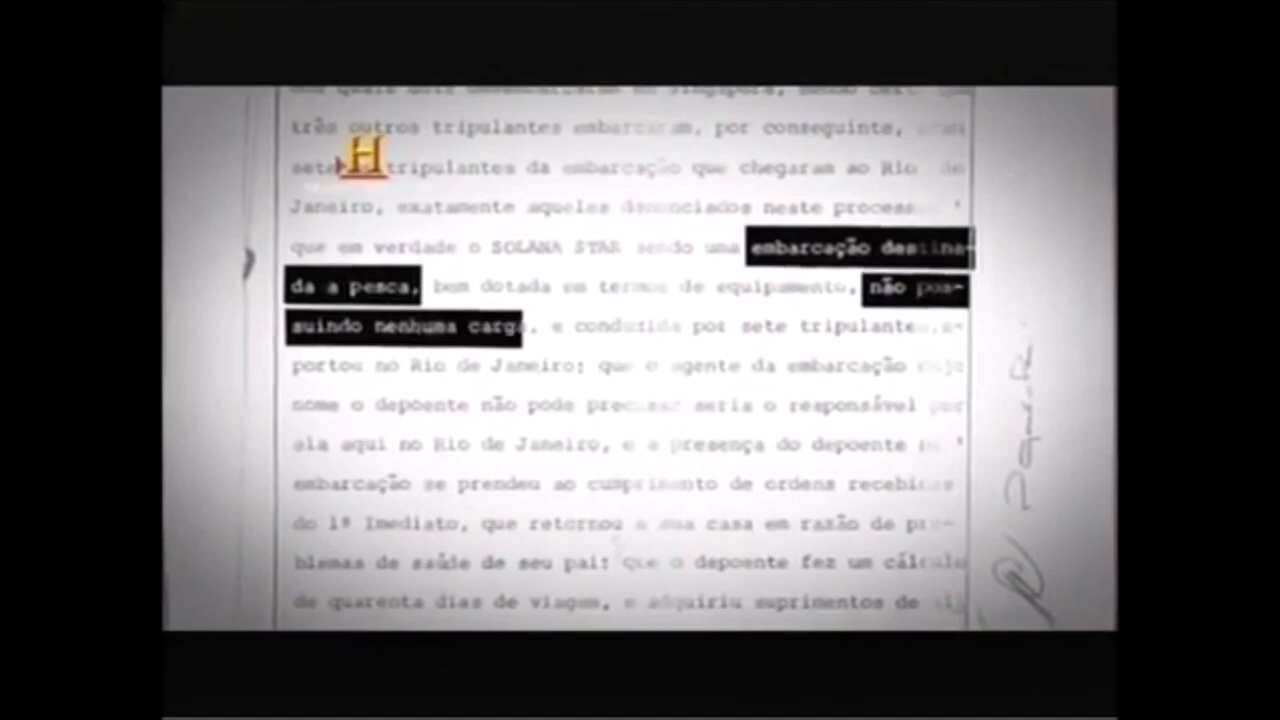 três outros tripulantes embarcaram, por conseguinte,
sete tripulantes da embarcação que chegaram ao Rio de
Janeiro, exatamente aqueles denunciados neste processo '
que em verdade o SOLANA STAR sendo uma embarcação destina-
da a pesca, bem dotada em termos de equipamento, não pos-
suindo nenhuma carga, e conduzida por sete tripulantes,a-
portou no Rio de Janeiro; que o agente da embarcação cujo
nome o depoente não pode precisar seria o responsável por
ela aqui no Rio de Janeiro, e a presença do depoente na '
embarcação se prendeu ao cumprimento de ordens recebidas
do 1º Imediato, que retornou a sua casa em razão de pro-
blemas de saúde de seu pai; que o depoente fez um cálculo
de quarenta dias de viagem, e adquiriu suprimentos de
H